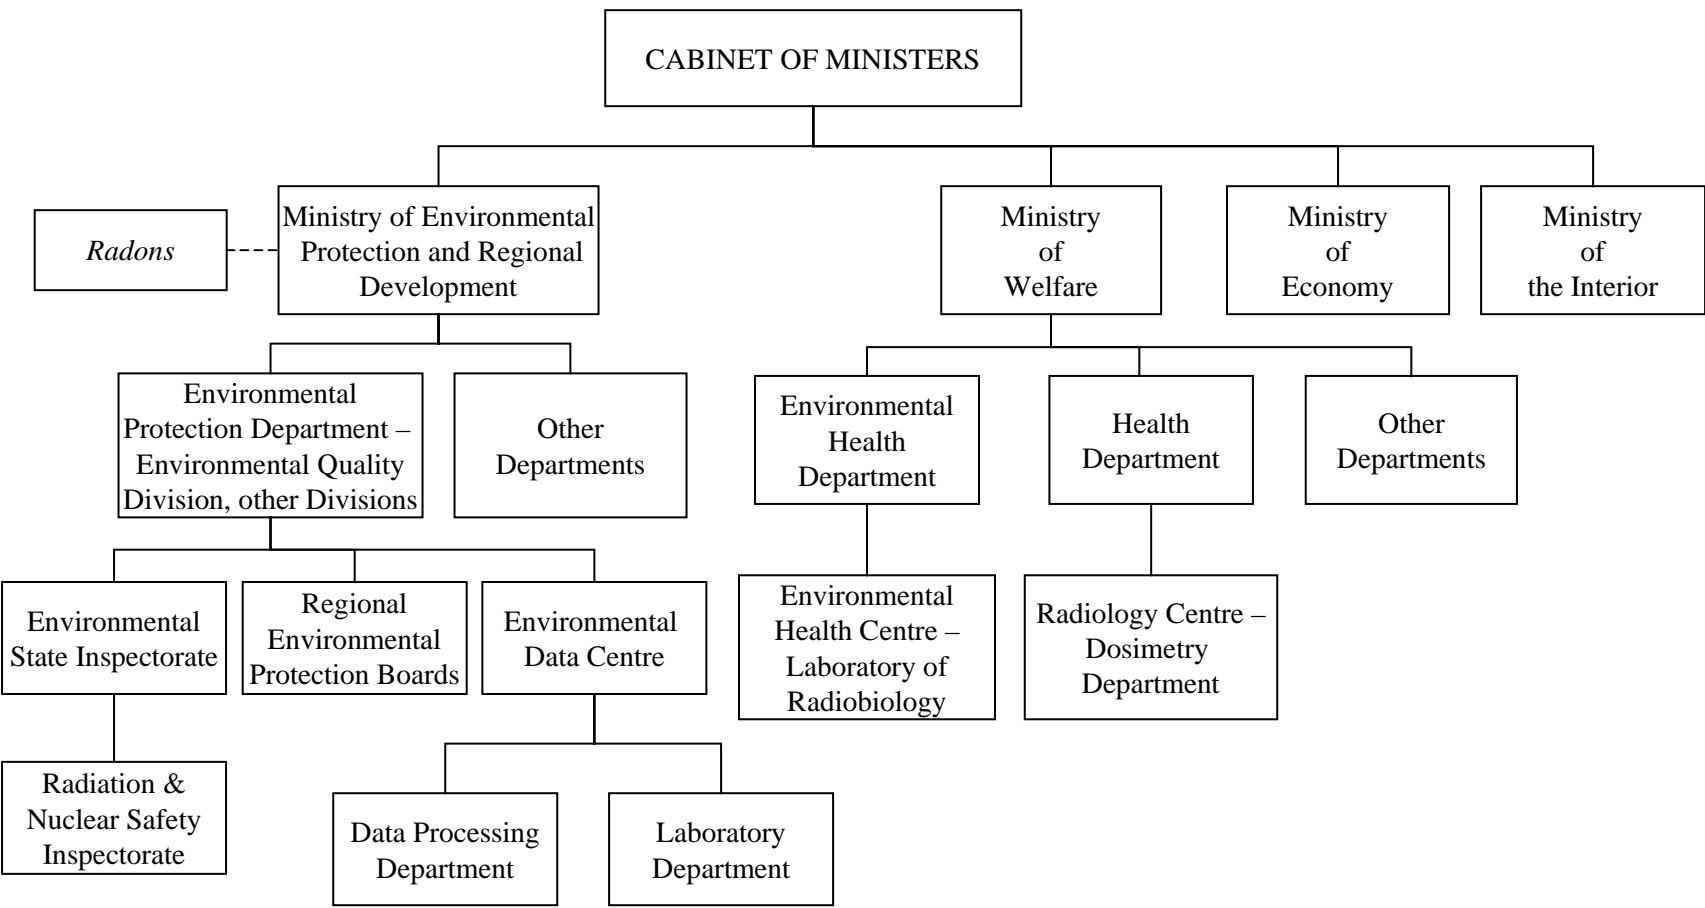 CABINET OF MINISTERS
Radons
Ministry of Environmental
Protection and Regional
Development
Ministry
of
Welfare
Ministry
of
Economy
Ministry
of
the Interior
Environmental
Protection Department –
Environmental Quality
Division, other Divisions
Other
Departments
Environmental
Health
Department
Health
Department
Other
Departments
Environmental
State Inspectorate
Regional
Environmental
Protection Boards
Environmental
Data Centre
Environmental
Health Centre –
Laboratory of
Radiobiology
Radiology Centre –
Dosimetry
Department
Radiation &
Nuclear Safety
Inspectorate
Data Processing
Department
Laboratory
Department